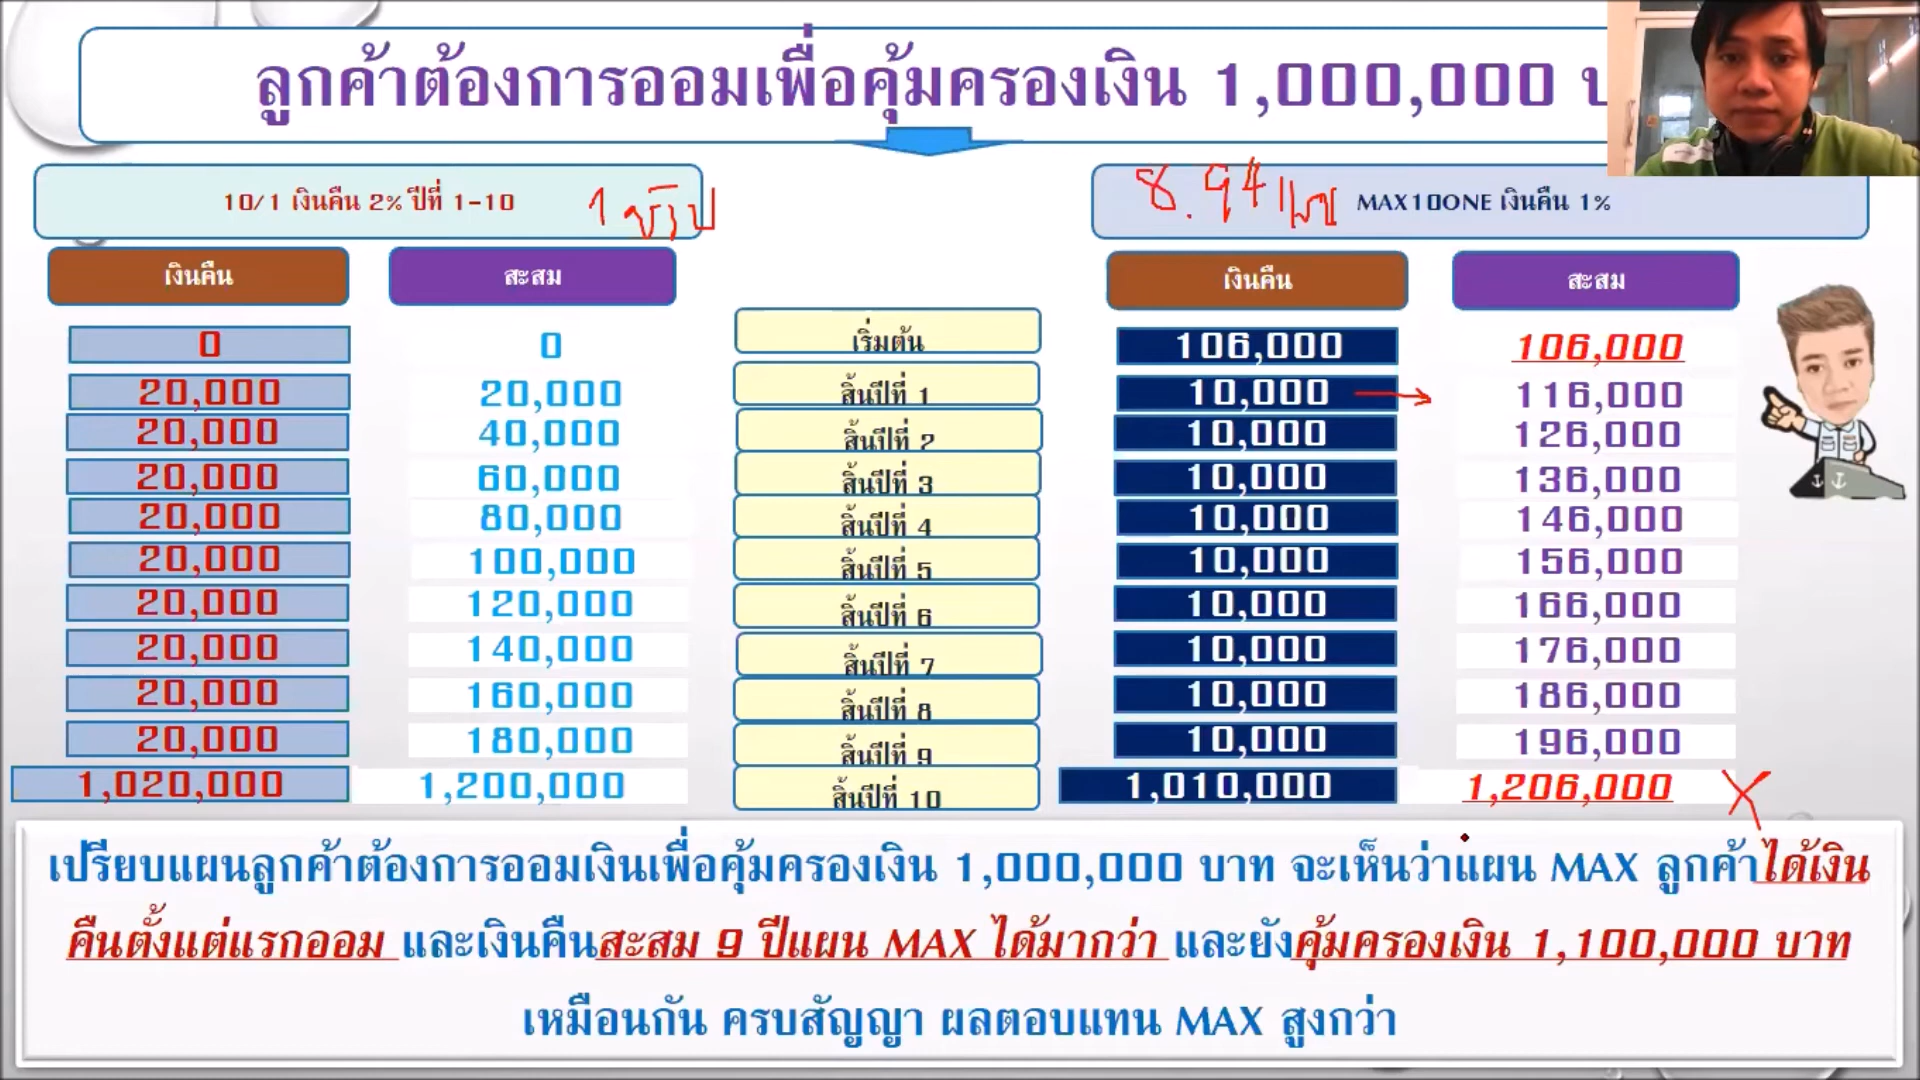 ลูกค้าต้องการออมเพื่อคุ้มครองเงิน 1,000,000 บ
10/1 เงินคืน 2% ปีที่ 1-10
8.94
MAX10ONE เงินคืน 1%
เงินคืน สะสม เงินคืน สะสม
0 0 เริ่มต้น 106,000 106,000
20,000 20,000 สิ้นปีที่ 1 10,000 116,000
20,000 40,000 สิ้นปีที่ 2 10,000 126,000
20,000 60,000 สิ้นปีที่ 3 10,000 136,000
20,000 80,000 สิ้นปีที่ 4 10,000 146,000
20,000 100,000 สิ้นปีที่ 5 10,000 156,000
20,000 120,000 สิ้นปีที่ 6 10,000 166,000
20,000 140,000 สิ้นปีที่ 7 10,000 176,000
20,000 160,000 สิ้นปีที่ 8 10,000 186,000
20,000 180,000 สิ้นปีที่ 9 10,000 196,000
1,020,000 1,200,000 สิ้นปีที่ 10 1,010,000 1,206,000
เปรียบแผนลูกค้าต้องการออมเงินเพื่อคุ้มครองเงิน 1,000,000 บาท จะเห็นว่าแผน MAX ลูกค้าได้เงิน
คืนตั้งแต่แรกออม และเงินคืนสะสม 9 ปีแผน MAX ได้มากว่า และยังคุ้มครองเงิน 1,100,000 บาท
เหมือนกัน ครบสัญญา ผลตอบแทน MAX สูงกว่า